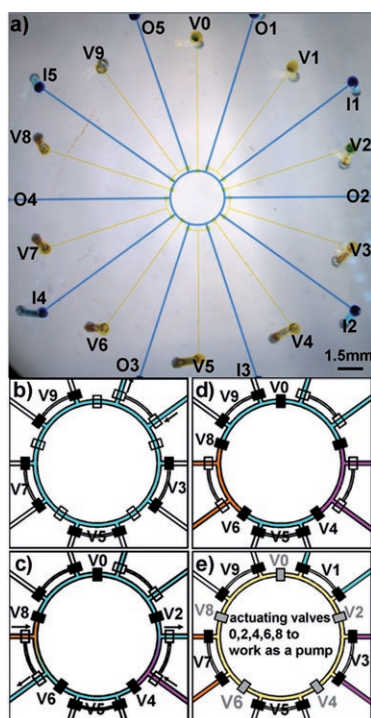 a)
O5
V0
O1
V9
V1
I5
I1
V8
V2
O4
O2
V7
V3
I4
I2
V6
V4
O3
V5
I3
1.5mm
b)
V9
V7
V3
V5
d)
V0
V8
V6
V4
V5
c)
V0
V8
V2
V6
V4
V5
e)
V0
V9
V1
V8
V2
actuating valves
0,2,4,6,8 to
work as a pump
V7
V3
V6
V4
V5